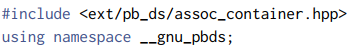 #include <ext/pb_ds/assoc_container.hpp>
using namespace __gnu_pbds;